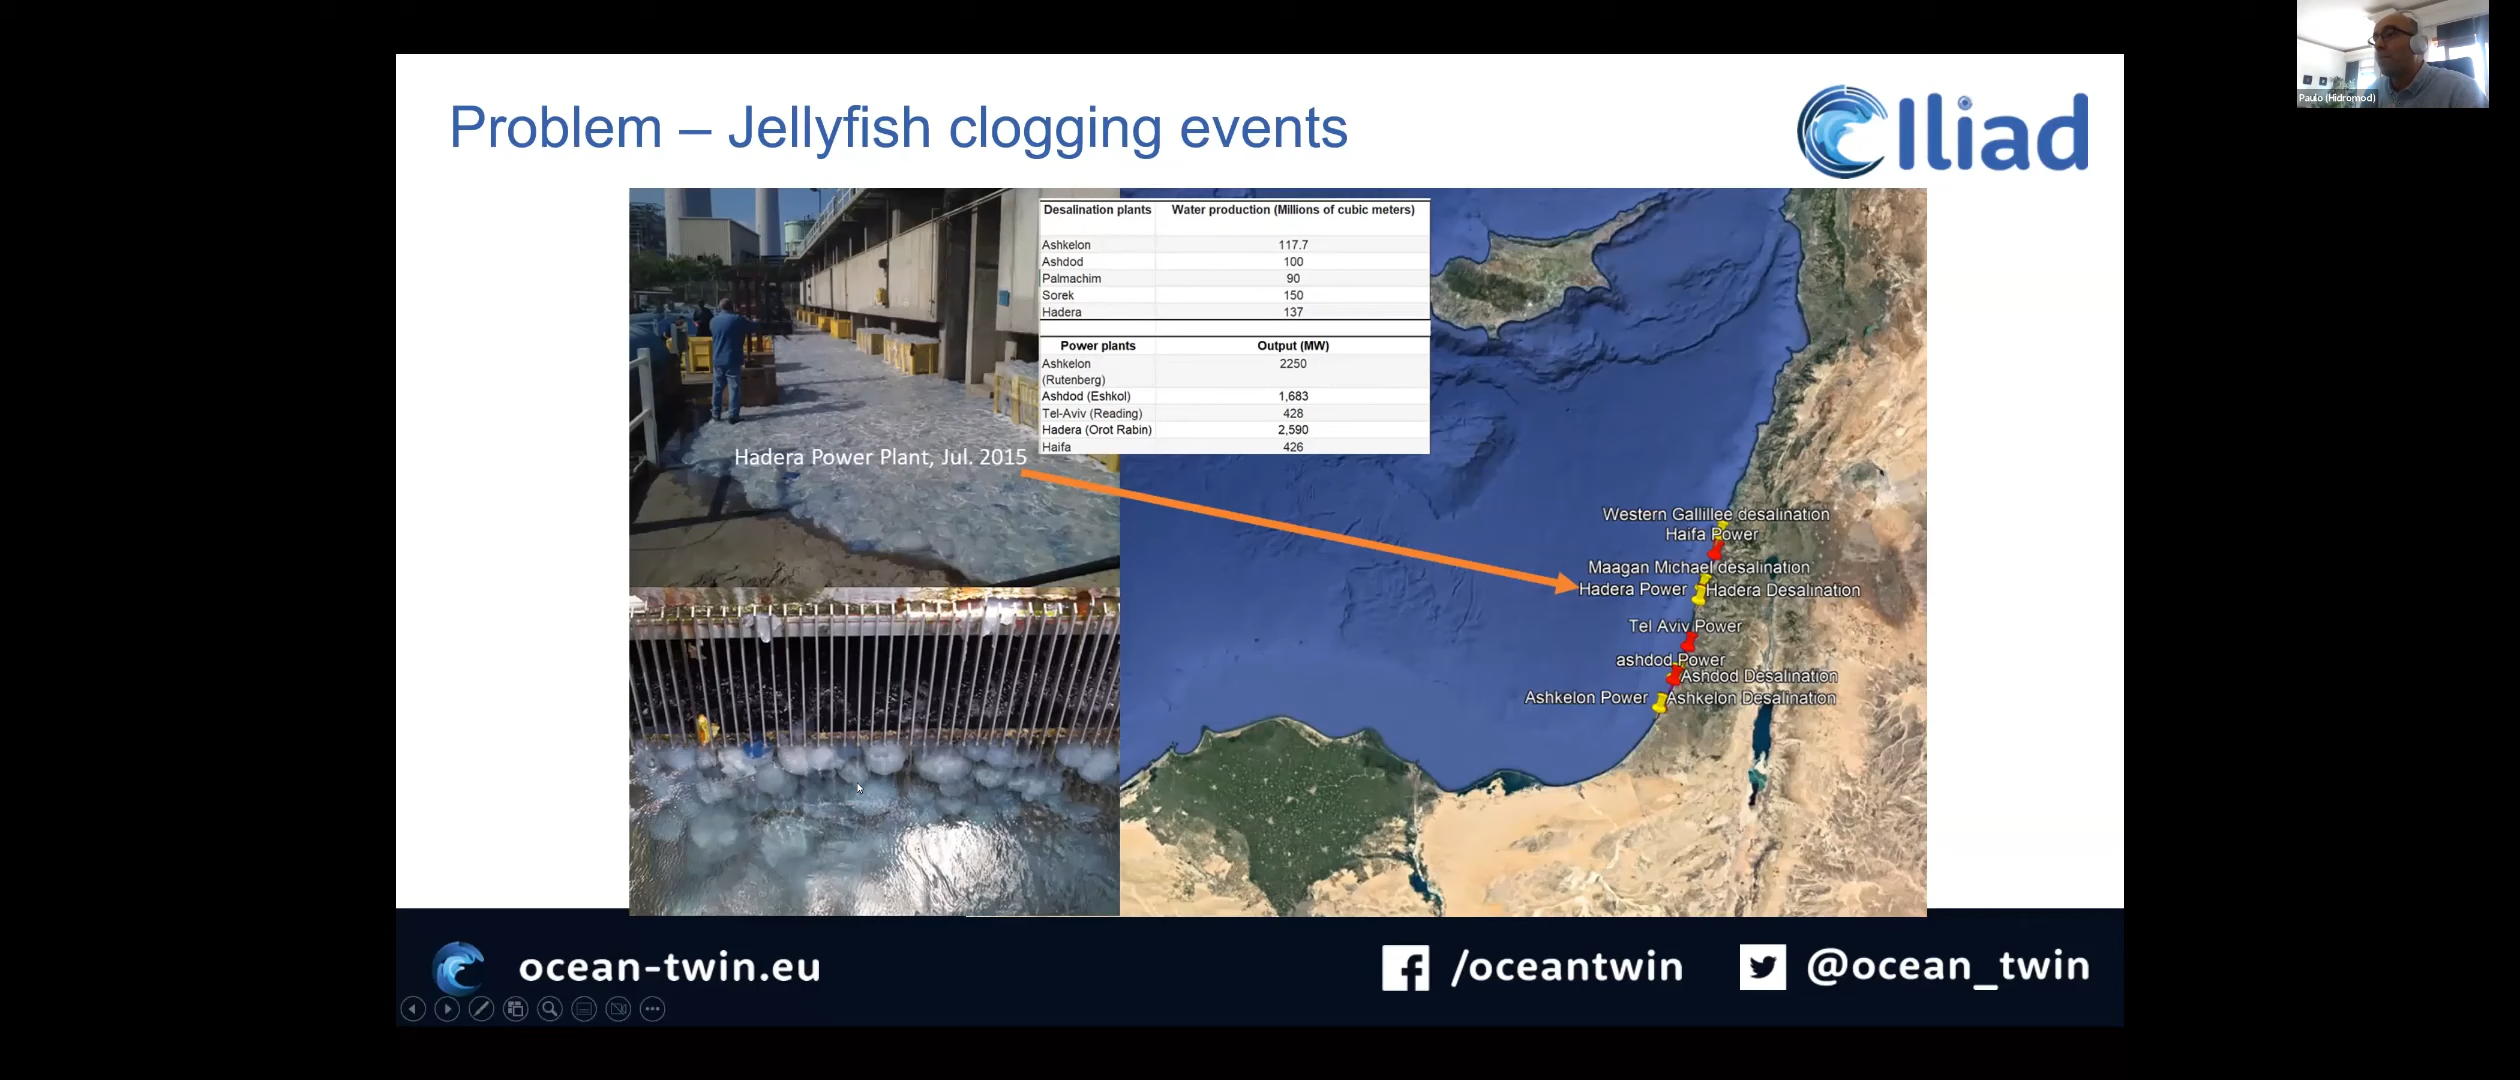 Paulo (Hidromod)
Problem – Jellyfish clogging events
Iliad
Desalination plants Water production (Millions of cubic meters)
Ashkelon 117.7
Ashdod 100
Palmachim 90
Sorek 150
Hadera 137
Power plants Output (MW)
Ashkelon 2250
(Rutenberg)
Ashdod (Eshkol) 1,683
Tel-Aviv (Reading) 428
Hadera (Orot Rabin) 2,590
Haifa 426
Hadera Power Plant, Jul. 2015
Western Gallillee desalination
Haifa Power
Maagan Michael desalination
Hadera Power Hadera Desalination
Tel Aviv Power
ashdod Power
Ashdod Desalination
Ashkelon Power Ashkelon Desalination
ocean-twin.eu
/oceantwin
@ocean_twin